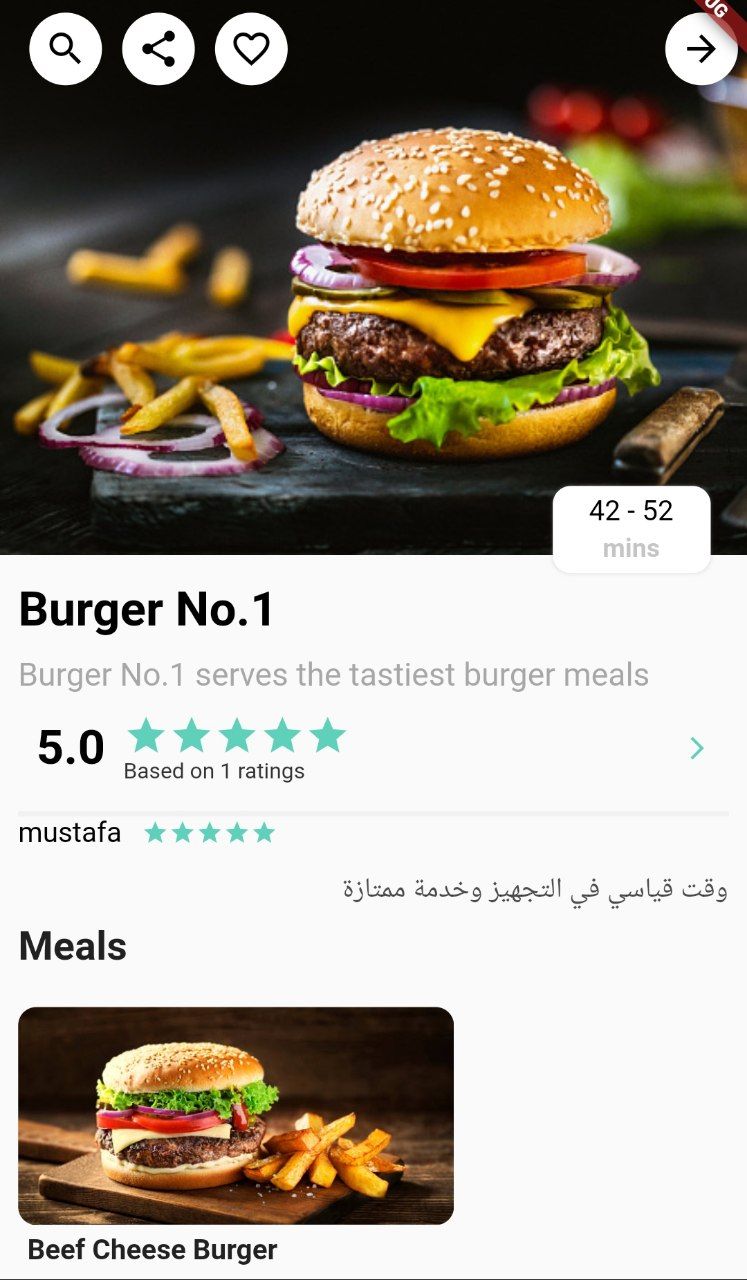 UG
42 - 52
mins
Burger No.1
Burger No.1 serves the tastiest burger meals
5.0
Based on 1 ratings
mustafa
وقت قياسي في التجهيز وخدمة ممتازة
Meals
Beef Cheese Burger